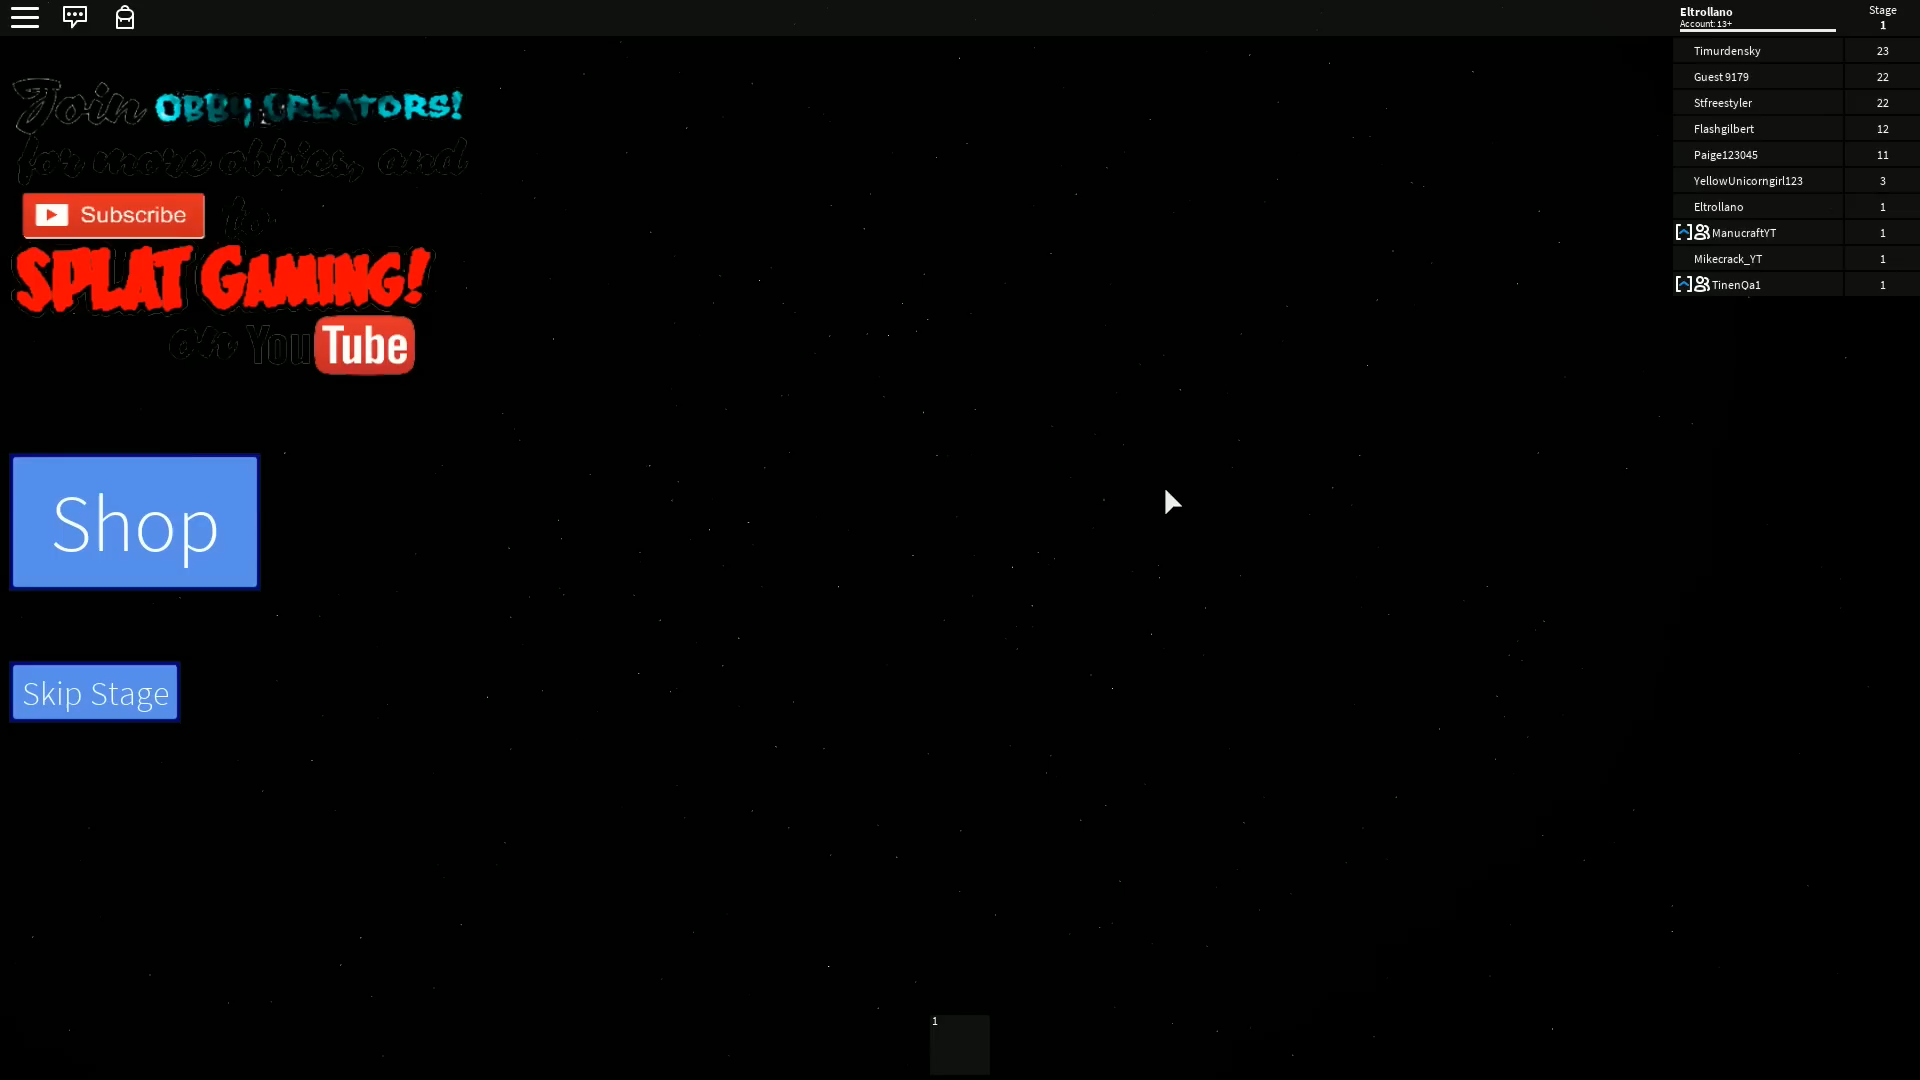 Eltrollano
Account: 13+
Stage
1
Timurdensky 23
Guest 9179 22
Stfreestyler 22
Flashgilbert 12
Paige123045 11
YellowUnicorngirl123 3
Eltrollano 1
ManucraftYT 1
Mikecrack_YT 1
TinenQa1 1
Join OBBY CREATORS!
for more obbies, and
Subscribe to
SPLAT GAMING!
on YouTube
Shop
Skip Stage
1